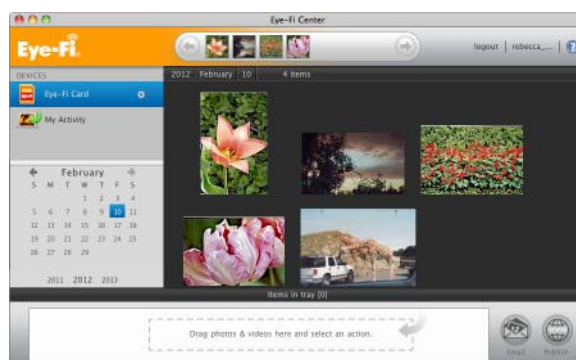 Eye-Fi Center
Eye-Fi
logout | rebecca_... |
DEVICES
2012 February 10 4 items
Eye-Fi Card
My Activity
February
S M T W T F S
1 2 3 4
5 6 7 8 9 10 11
12 13 14 15 16 17 18
19 20 21 22 23 24 25
26 27 28 29
2011 2012 2013
Items in tray [0]
Drag photos & videos here and select an action.
Email Publish